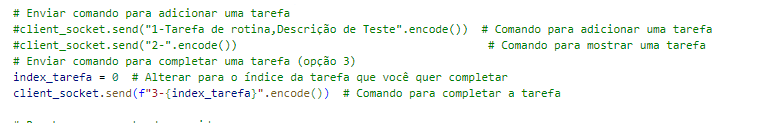 # Enviar comando para adicionar uma tarefa
#client_socket.send("1-Tarefa de rotina,Descrição de Teste".encode())  # Comando para adicionar uma tarefa
#client_socket.send("2-".encode())                                     # Comando para mostrar uma tarefa
# Enviar comando para completar uma tarefa (opção 3)
index_tarefa = 0  # Alterar para o índice da tarefa que você quer completar
client_socket.send(f"3-{index_tarefa}".encode())  # Comando para completar a tarefa